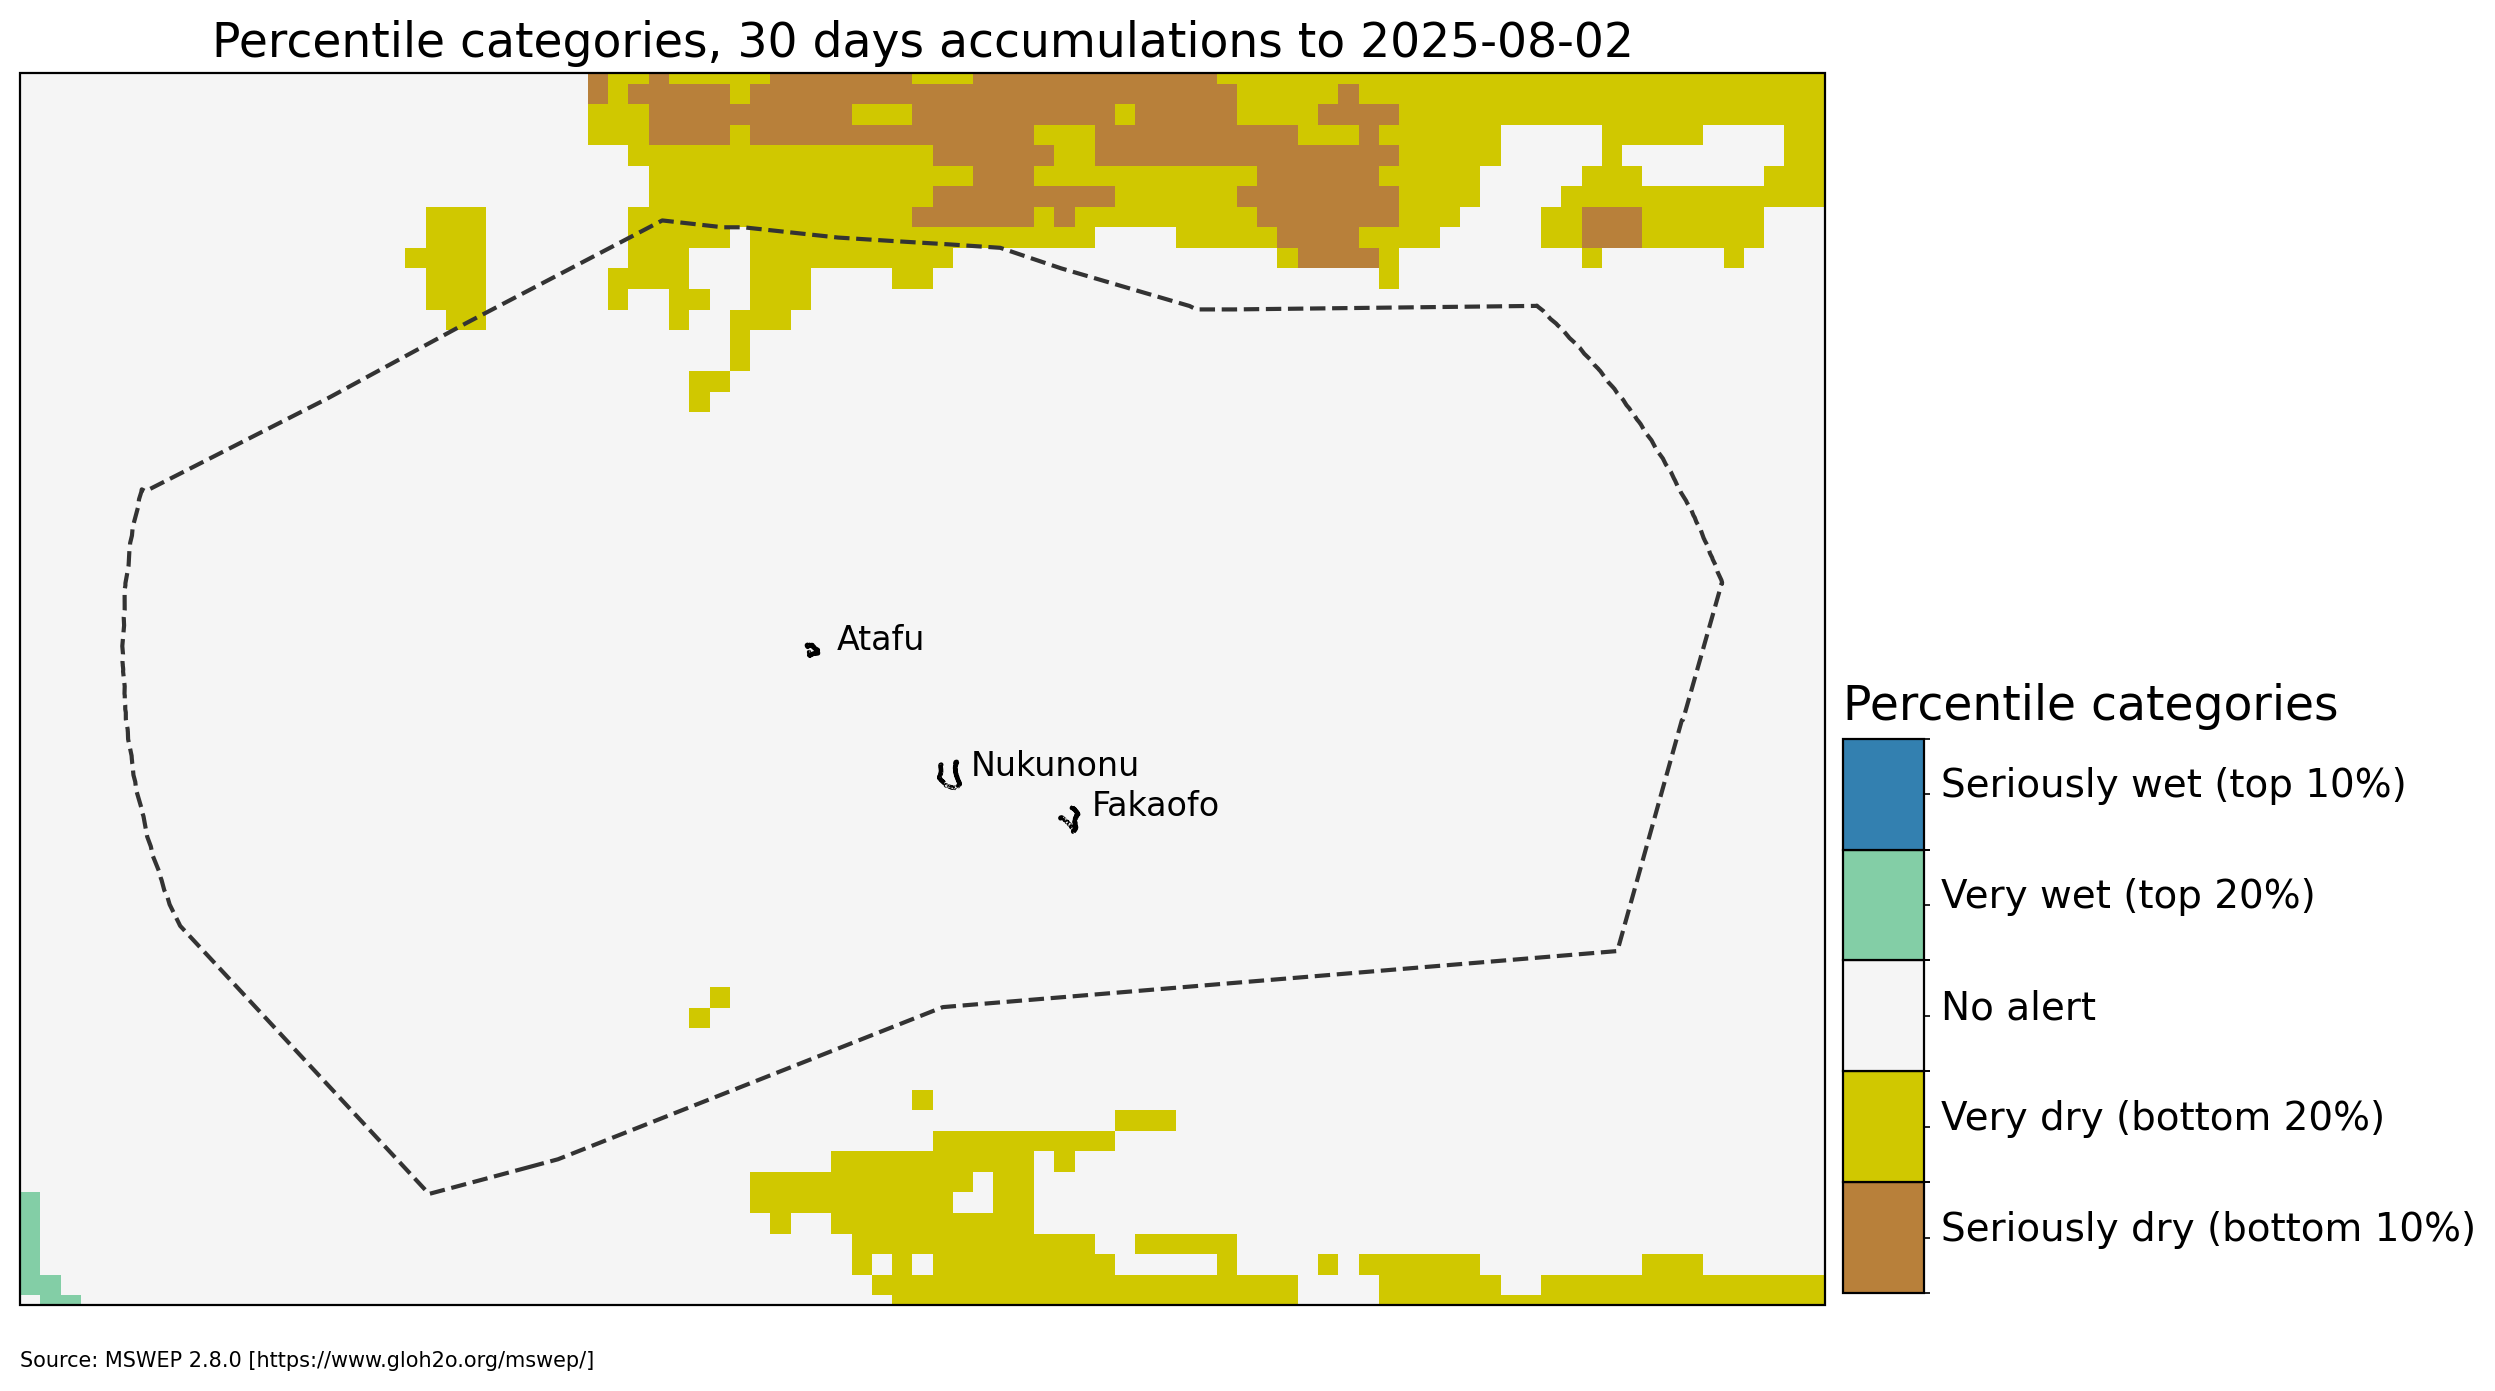 Percentile categories, 30 days accumulations to 2025-08-02
Atafu
Nukunonu
Fakaofo
Percentile categories
Seriously wet (top 10%)
Very wet (top 20%)
No alert
Very dry (bottom 20%)
Seriously dry (bottom 10%)
Source: MSWEP 2.8.0 [https://www.gloh2o.org/mswep/]